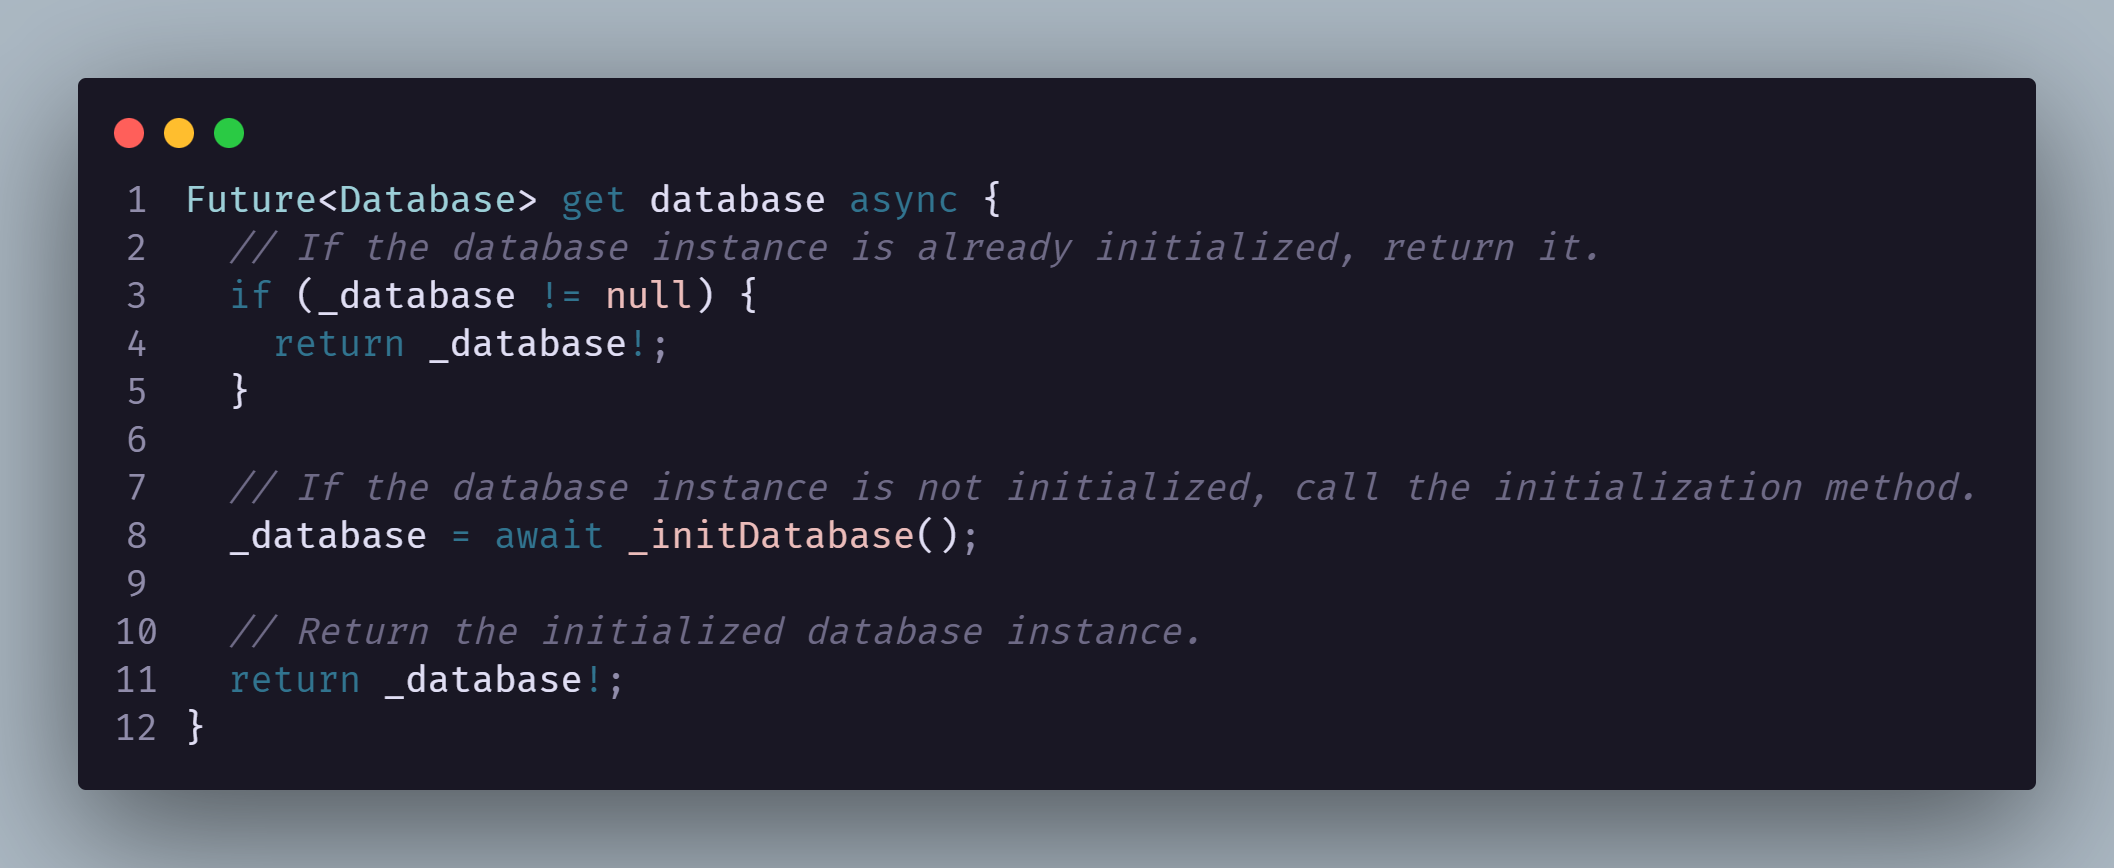 1 Future<Database> get database async {
2   // If the database instance is already initialized, return it.
3   if (_database != null) {
4     return _database!;
5   }
6
7   // If the database instance is not initialized, call the initialization method.
8   _database = await _initDatabase();
9
10   // Return the initialized database instance.
11   return _database!;
12 }